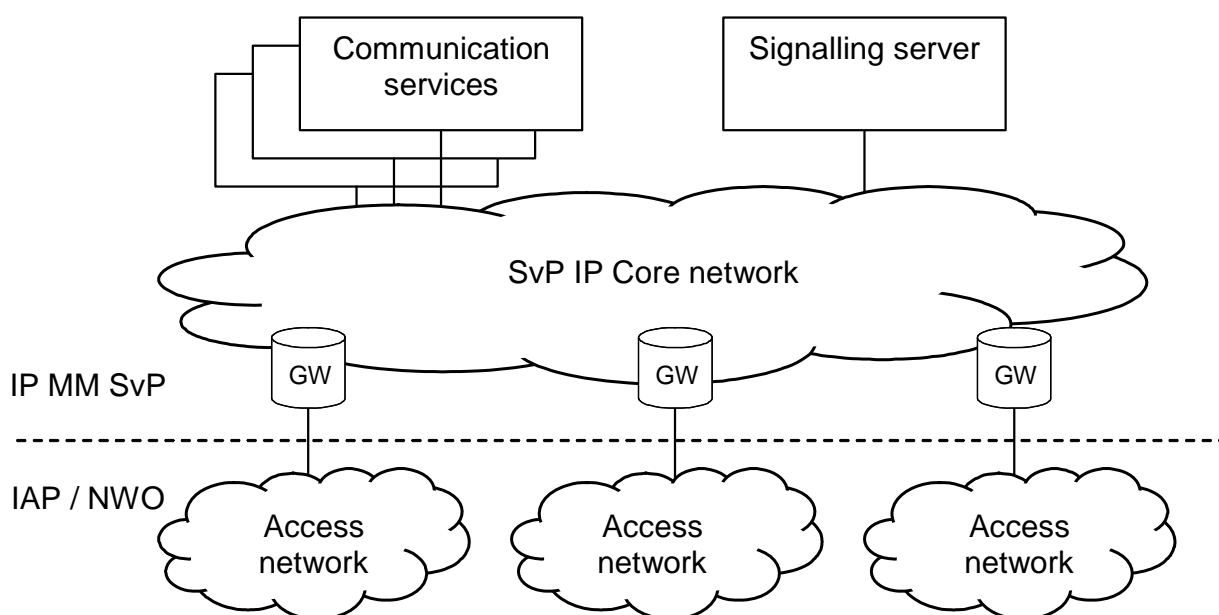 Communication
services
Signalling server
SvP IP Core network
GW
GW
GW
IP MM SvP
IAP / NWO
Access
network
Access
network
Access
network